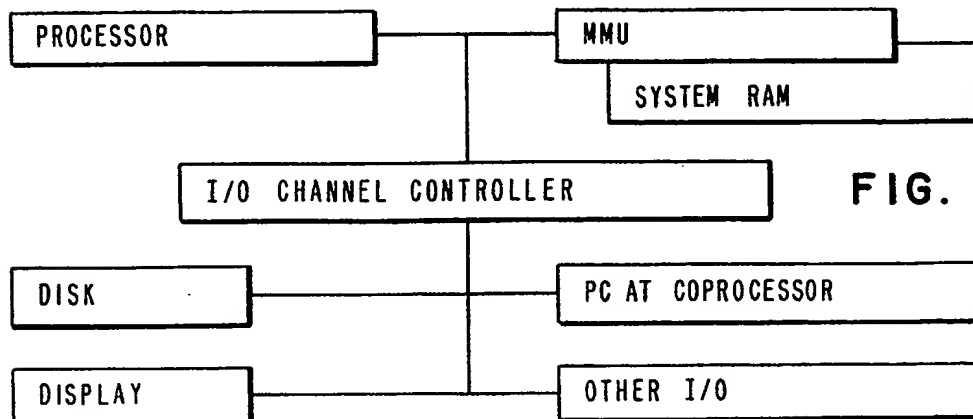 PROCESSOR
MMU
SYSTEM RAM
I/O CHANNEL CONTROLLER
FIG.
DISK
PC AT COPROCESSOR
DISPLAY
OTHER I/O